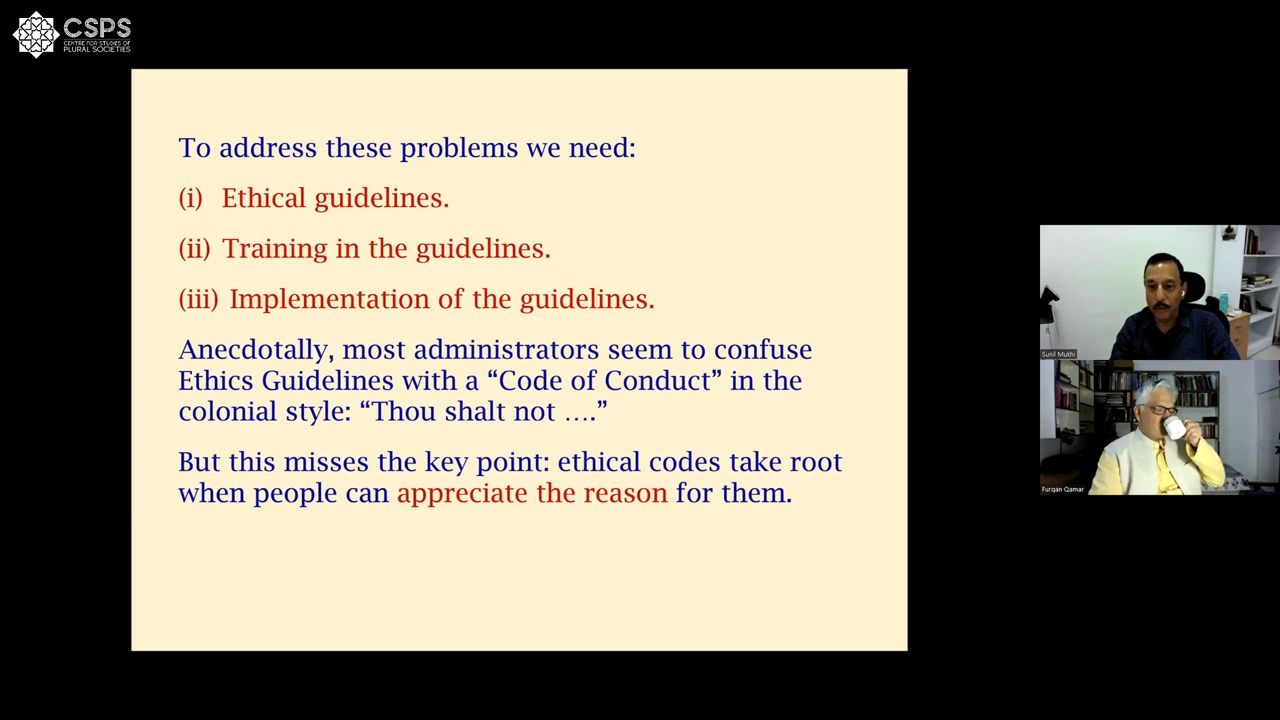 CSPS
CENTRE FOR STUDIES OF
PLURAL SOCIETIES
To address these problems we need:
(i) Ethical guidelines.
(ii) Training in the guidelines.
(iii) Implementation of the guidelines.
Anecdotally, most administrators seem to confuse
Ethics Guidelines with a “Code of Conduct” in the
colonial style: “Thou shalt not ….”
But this misses the key point: ethical codes take root
when people can appreciate the reason for them.
Sunil Mukhi
Furqan Qamar